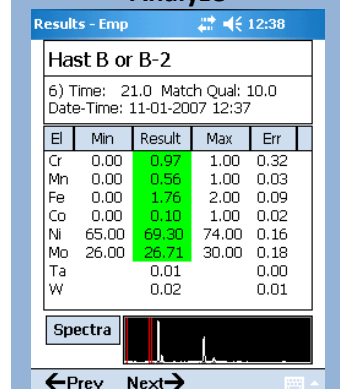 Results - Emp 12:38
Hast B or B-2
6) Time: 21.0 Match Qual: 10.0
Date-Time: 11-01-2007 12:37
El Min Result Max Err
Cr 0.00 0.97 1.00 0.32
Mn 0.00 0.56 1.00 0.03
Fe 0.00 1.76 2.00 0.09
Co 0.00 0.10 1.00 0.02
Ni 65.00 69.30 74.00 0.16
Mo 26.00 26.71 30.00 0.18
Ta 0.01 0.00
W 0.02 0.01
Spectra
←Prev Next→